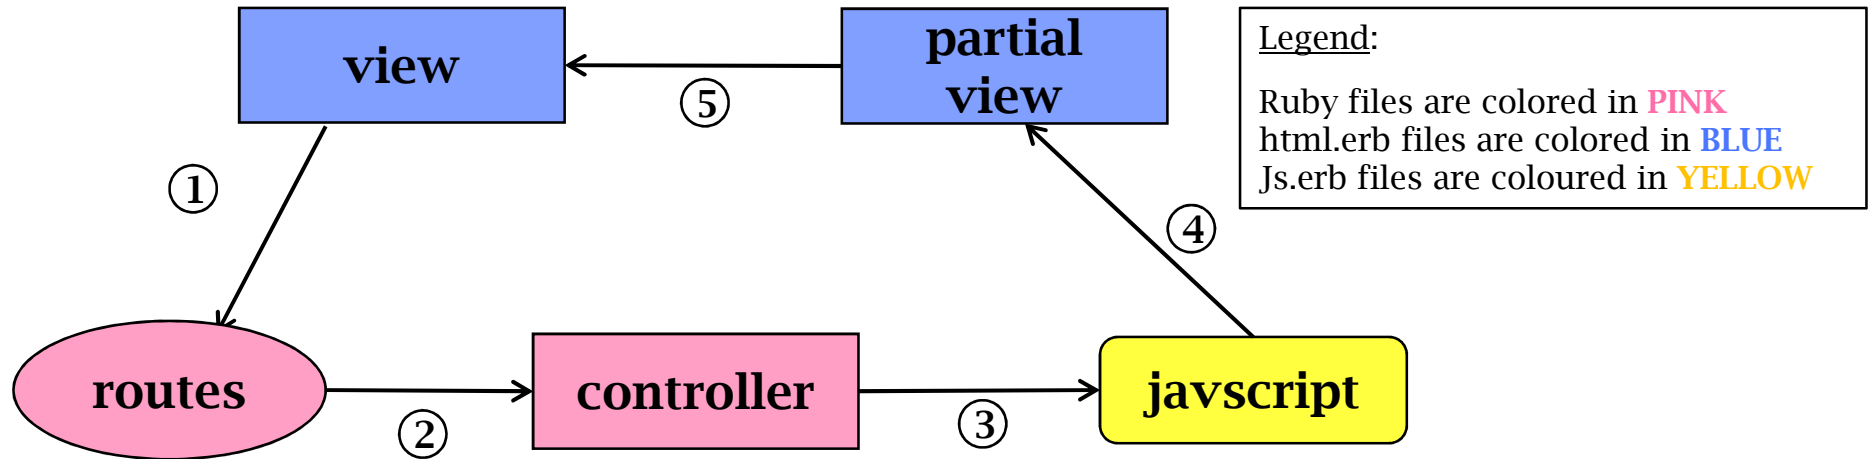 view
partial
view
⑤
Legend:
Ruby files are colored in PINK
html.erb files are colored in BLUE
Js.erb files are coloured in YELLOW
①
④
routes
controller
javscript
②
③